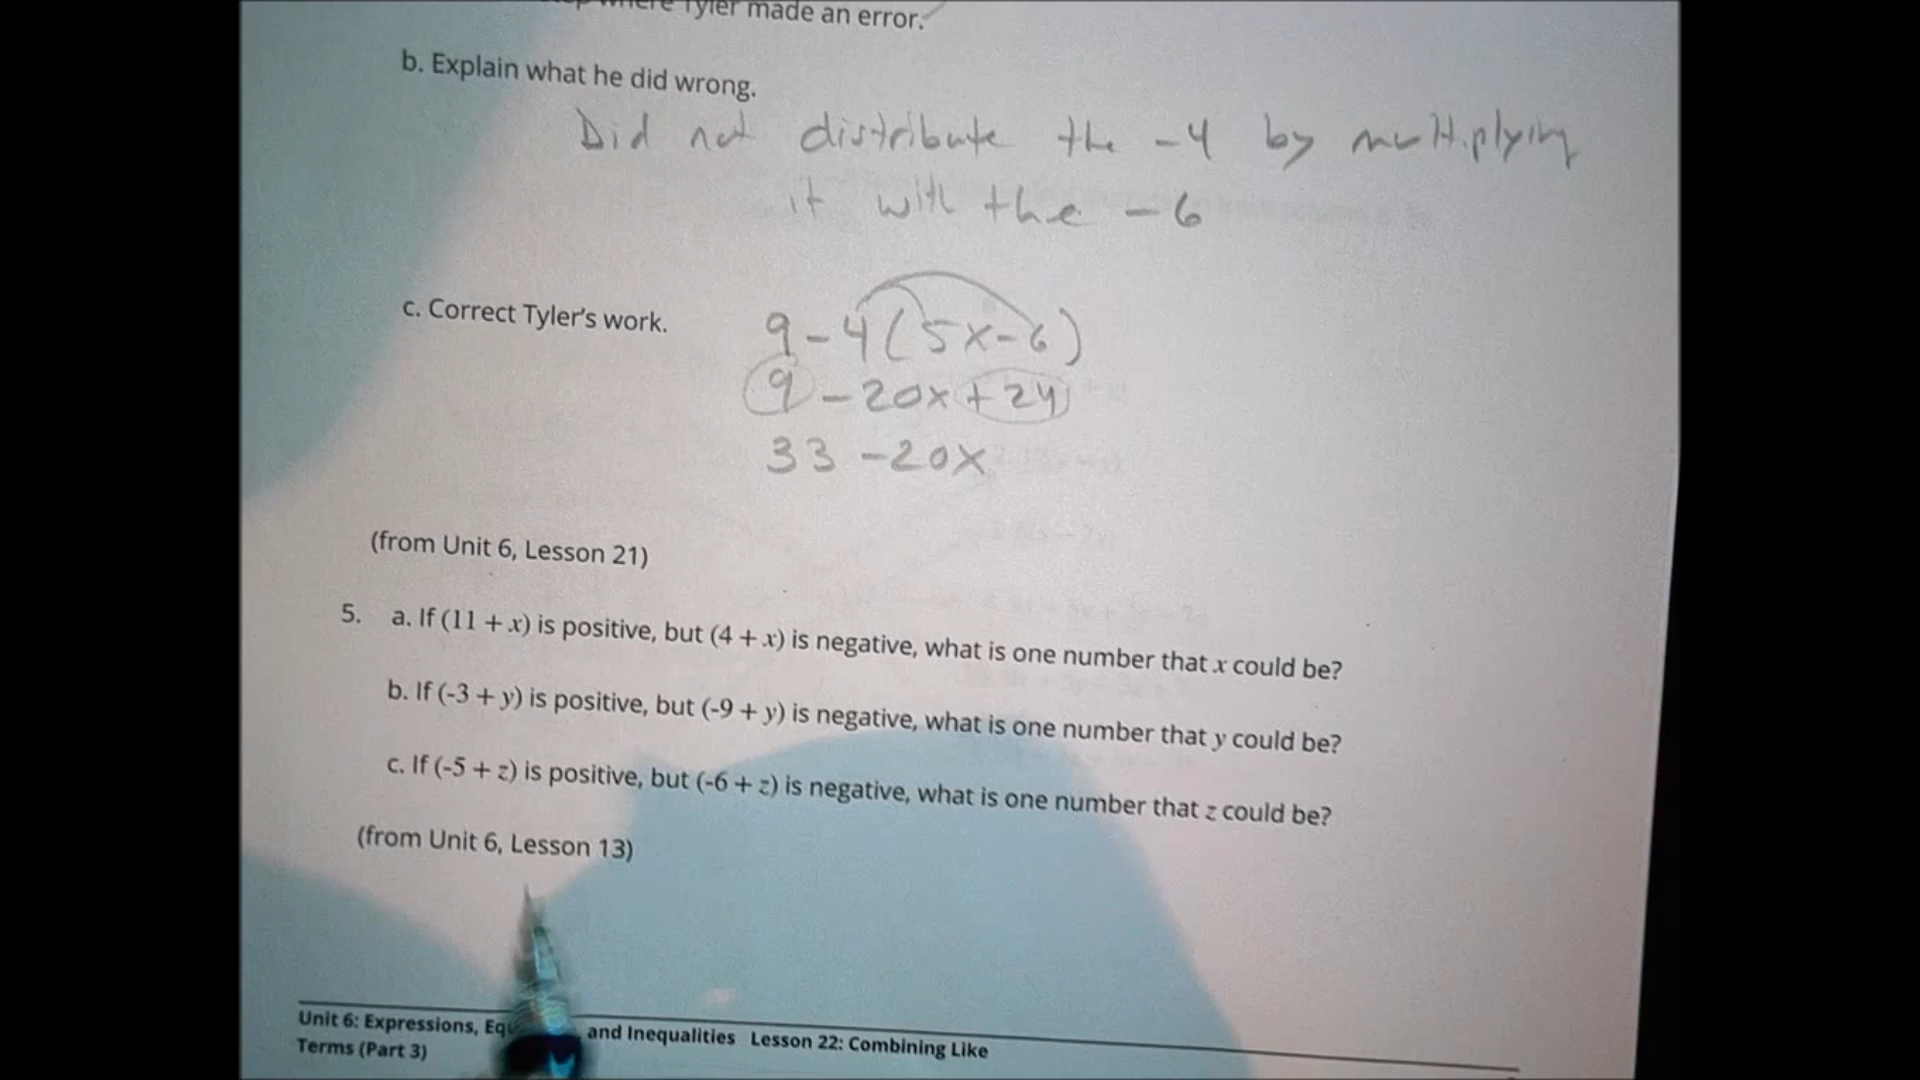 where Tyler made an error.
b. Explain what he did wrong.
Did not distribute the -4 by multiplying
it with the -6
c. Correct Tyler's work.
9-4(5x-6)
9-20x+24
33-20x
(from Unit 6, Lesson 21)
5. a. If (11 + x) is positive, but (4 + x) is negative, what is one number that x could be?
b. If (-3 + y) is positive, but (-9 + y) is negative, what is one number that y could be?
c. If (-5 + z) is positive, but (-6 + z) is negative, what is one number that z could be?
(from Unit 6, Lesson 13)
Unit 6: Expressions, and Inequalities Lesson 22: Combining Like
Terms (Part 3)